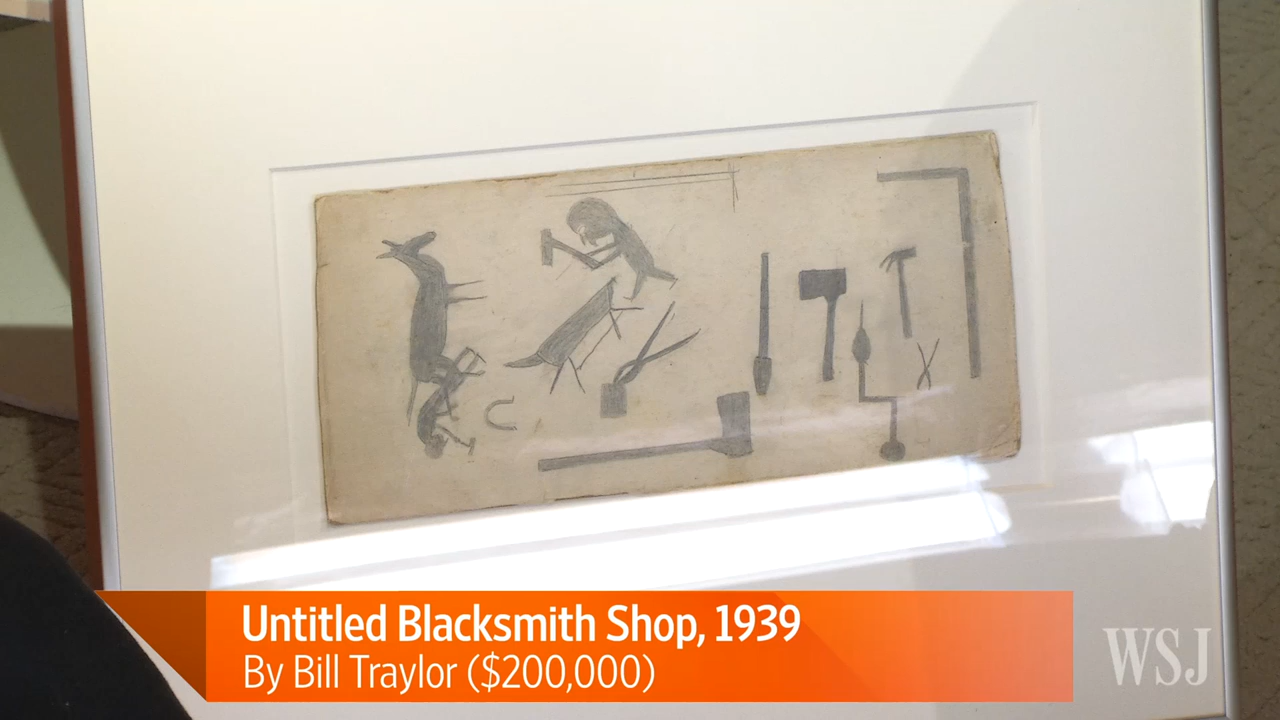 Untitled Blacksmith Shop, 1939
By Bill Traylor ($200,000)
WSJ